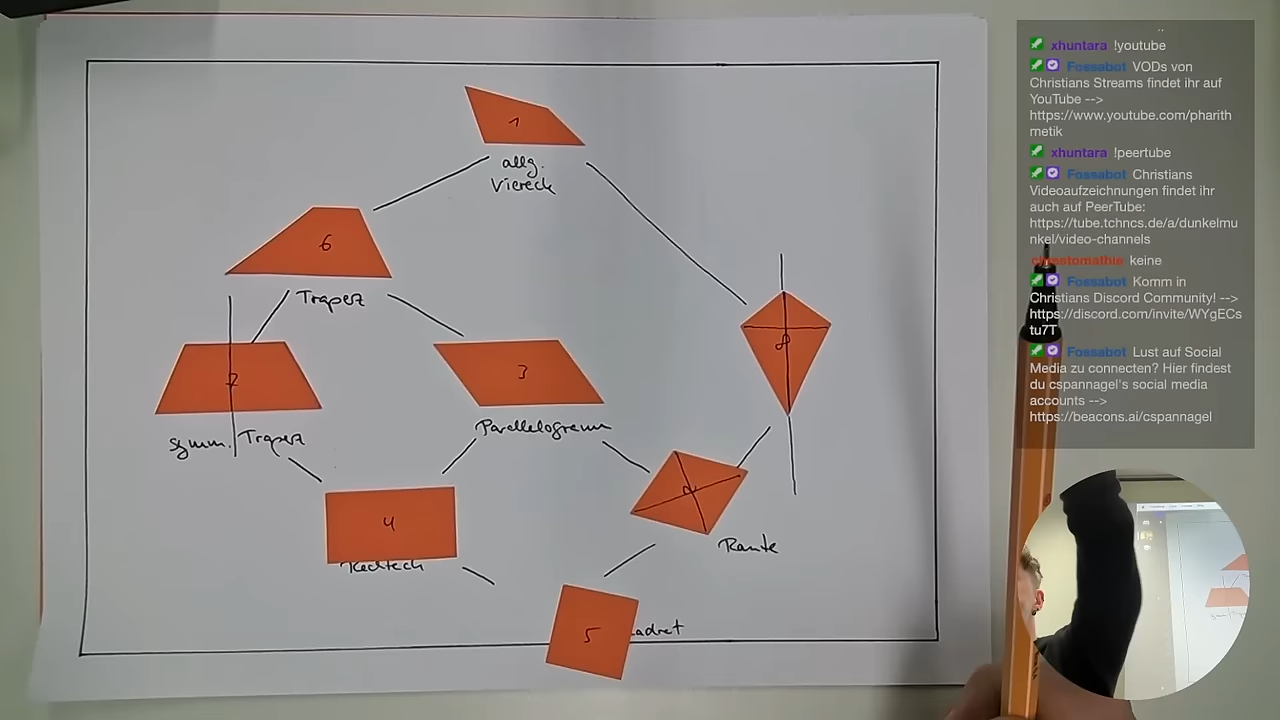 1
allg.
Viereck
6
Trapez
8
7
3
symm. Trapez
Parallelogramm
2
4
Raute
Rechteck
5
adrat
xhuntara !youtube
Fossabot VODs von
Christians Streams findet ihr auf
YouTube -->
https://www.youtube.com/pharith
metik
xhuntara !peertube
Fossabot Christians
Videoaufzeichnungen findet ihr
auch auf PeerTube:
https://tube.tchncs.de/a/dunkelmu
nkel/video-channels
chrestomathie keine
Fossabot Komm in
Christians Discord Community! -->
https://discord.com/invite/WYgECs
tu7T
Fossabot Lust auf Social
Media zu connecten? Hier findest
du cspannagel's social media
accounts -->
https://beacons.ai/cspannagel